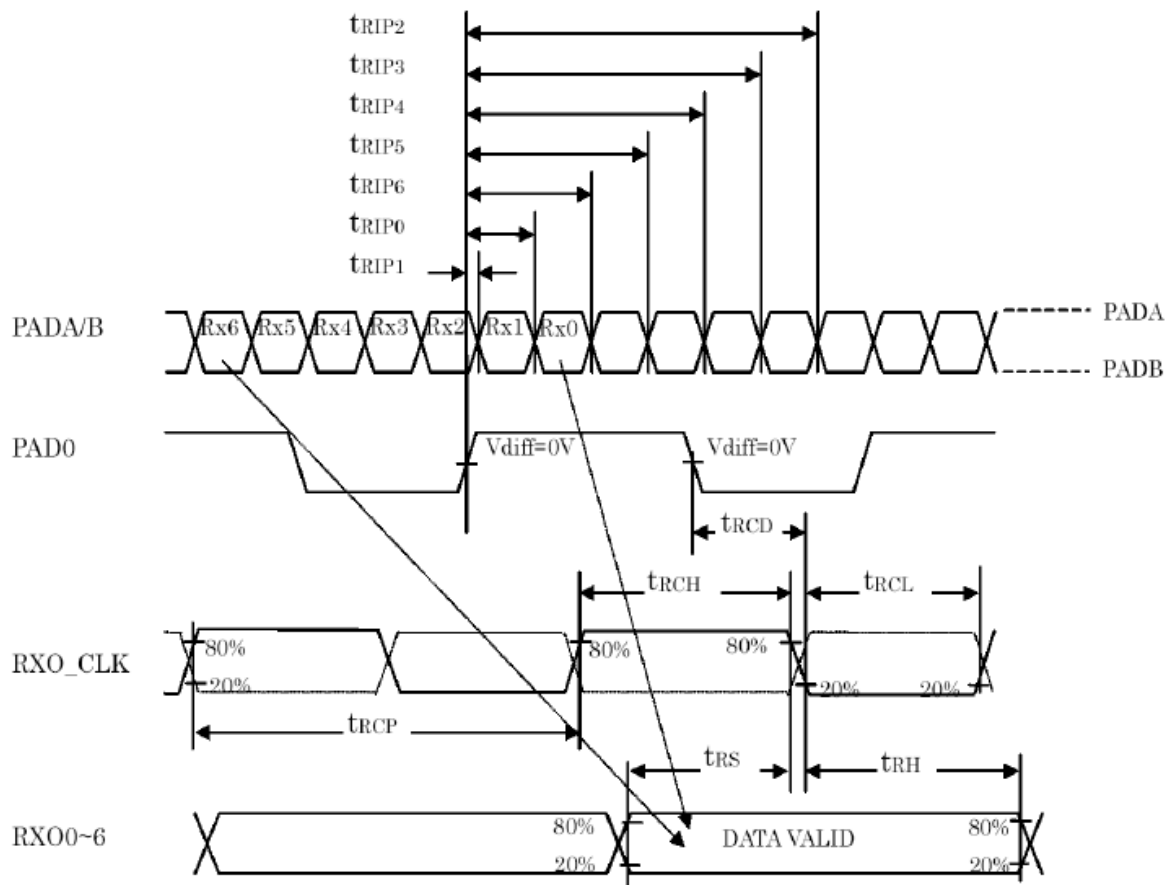 tRIP2
tRIP3
tRIP4
tRIP5
tRIP6
tRIP0
tRIP1
PADA/B
Rx6 Rx5 Rx4 Rx3 Rx2 Rx1 Rx0
PADA
PADB
PAD0
Vdiff=0V Vdiff=0V
tRCD
tRCH tRCL
RXO_CLK
80% 80% 80%
20% 20% 20%
tRCP
tRS tRH
RXO0~6
80% DATA VALID 80%
20% 20%